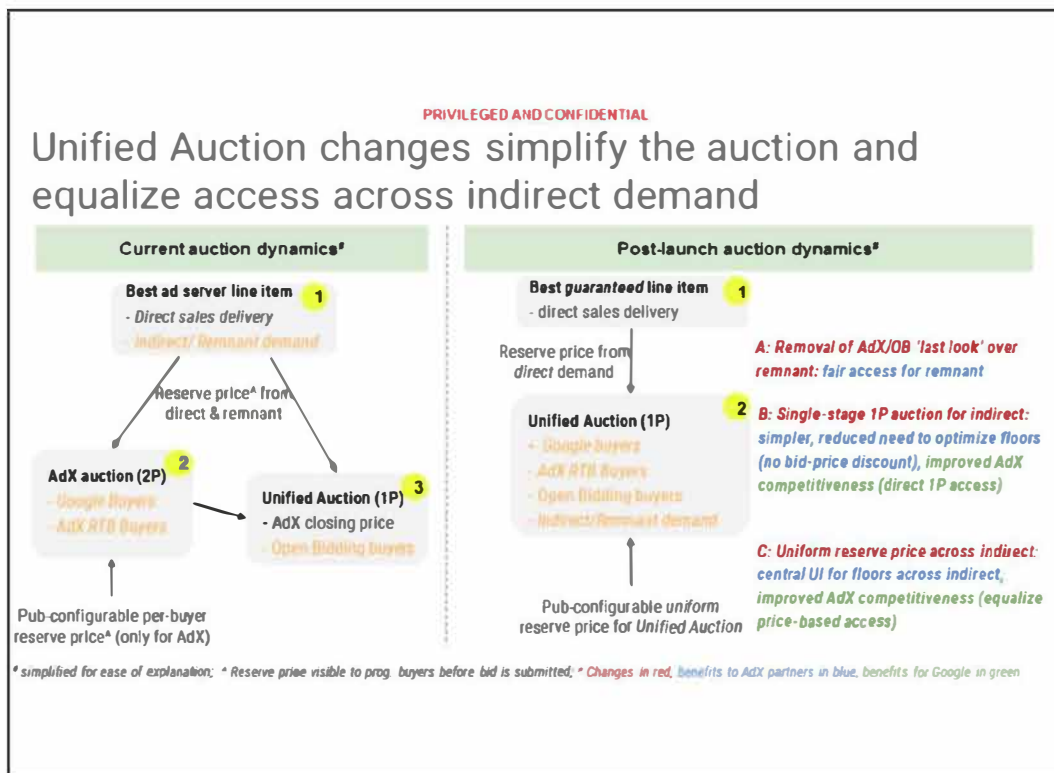 PRIVILEGED AND CONFIDENTIAL
Unified Auction changes simplify the auction and
equalize access across indirect demand
Current auction dynamics#
Best ad server line item
1
- Direct sales delivery
- Indirect/ Remnant demand
Reserve price^ from
direct & remnant
AdX auction (2P)
2
- Google Buyers
- AdX RTB Buyers
Unified Auction (1P)
3
- AdX closing price
- Open Bidding buyers
Pub-configurable per-buyer
reserve price^ (only for AdX)
Post-launch auction dynamics#
Best guaranteed line item
1
- direct sales delivery
Reserve price from
direct demand
Unified Auction (1P)
2
- Google buyers
- AdX RTB Buyers
- Open Bidding buyers
- Indirect/Remnant demand
Pub-configurable uniform
reserve price for Unified Auction
A: Removal of AdX/OB 'last look' over
remnant: fair access for remnant
B: Single-stage 1P auction for indirect:
simpler, reduced need to optimize floors
(no bid-price discount), improved AdX
competitiveness (direct 1P access)
C: Uniform reserve price across indirect:
central UI for floors across indirect,
improved AdX competitiveness (equalize
price-based access)
# simplified for ease of explanation; ^ Reserve price visible to prog. buyers before bid is submitted; * Changes in red, benefits to AdX partners in blue, benefits for Google in green